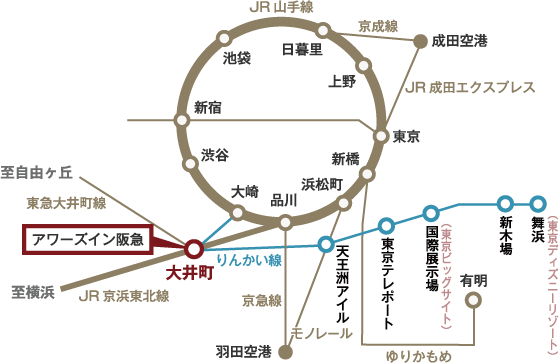 JR山手線
京成線
日暮里
成田空港
池袋
上野
JR成田エクスプレス
新宿
東京
渋谷
新橋
至自由ヶ丘
浜松町
大崎
品川
東急大井町線
アワーズイン阪急
大井町
りんかい線
天王洲アイル
東京テレポート
国際展示場
(東京ビッグサイト)
新木場
舞浜
(東京ディズニーリゾート)
至横浜
JR京浜東北線
京急線
モノレール
有明
羽田空港
ゆりかもめ